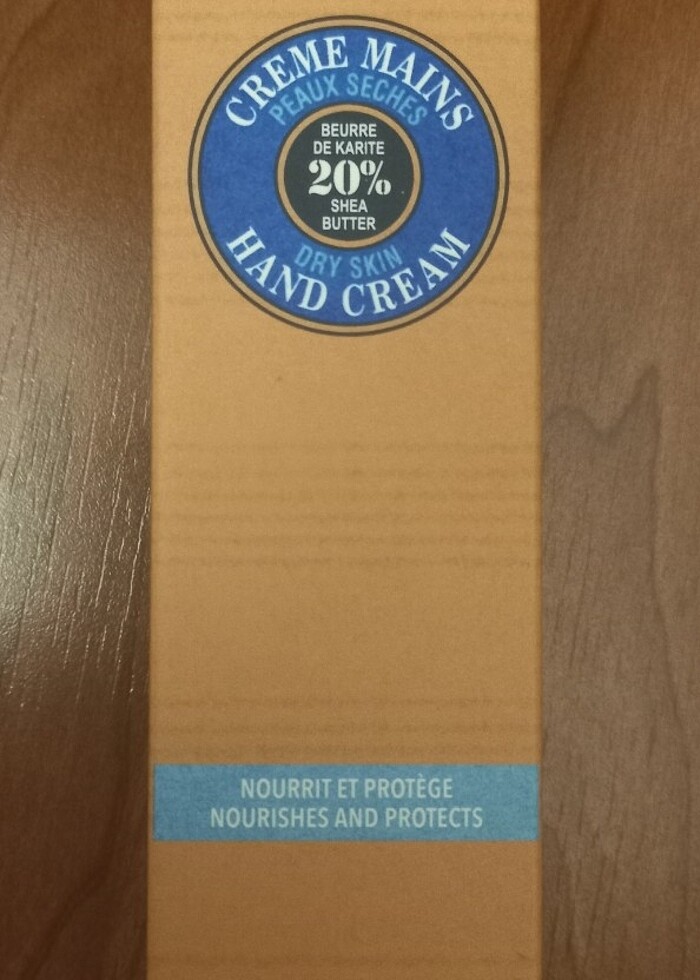 CREME MAINS
PEAUX SECHES
BEURRE
DE KARITE
20%
SHEA
BUTTER
DRY SKIN
HAND CREAM
NOURRIT ET PROTÈGE
NOURISHES AND PROTECTS